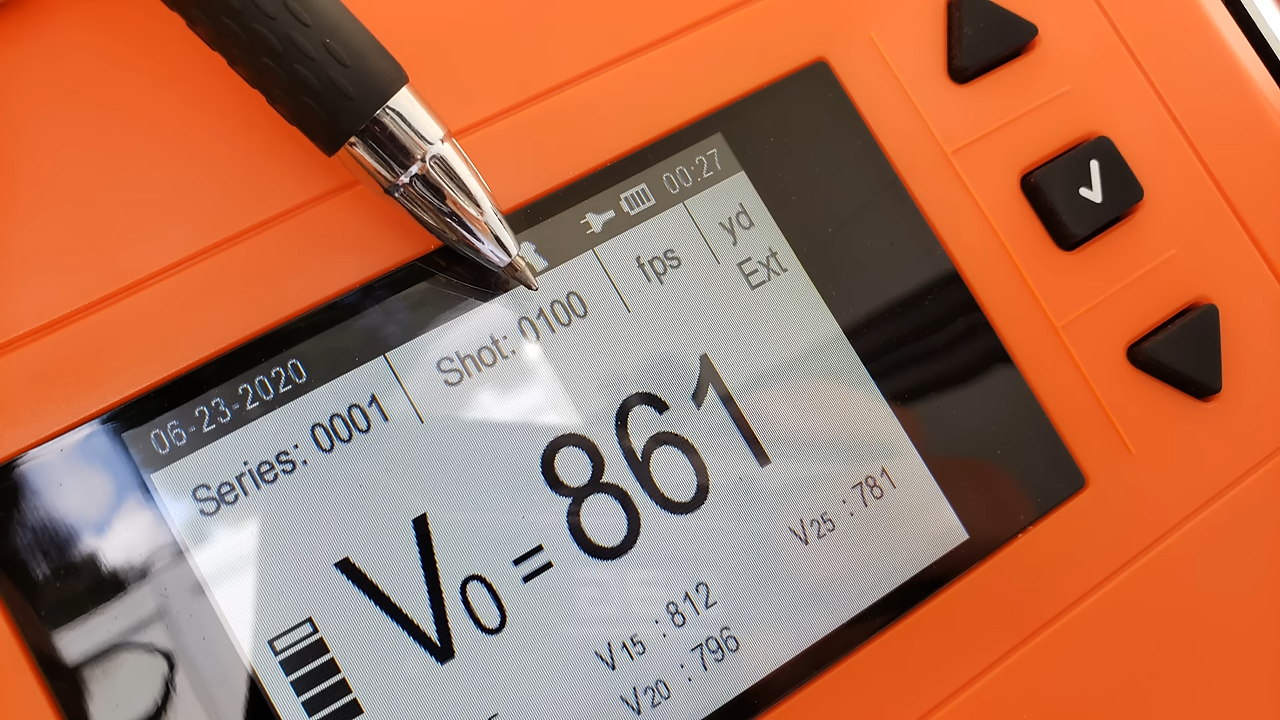 06-23-2020 00:27
Series: 0001 Shot: 0100 fps yd
Ext
V0 = 861
V15 : 812 V25 : 781
V20 : 796